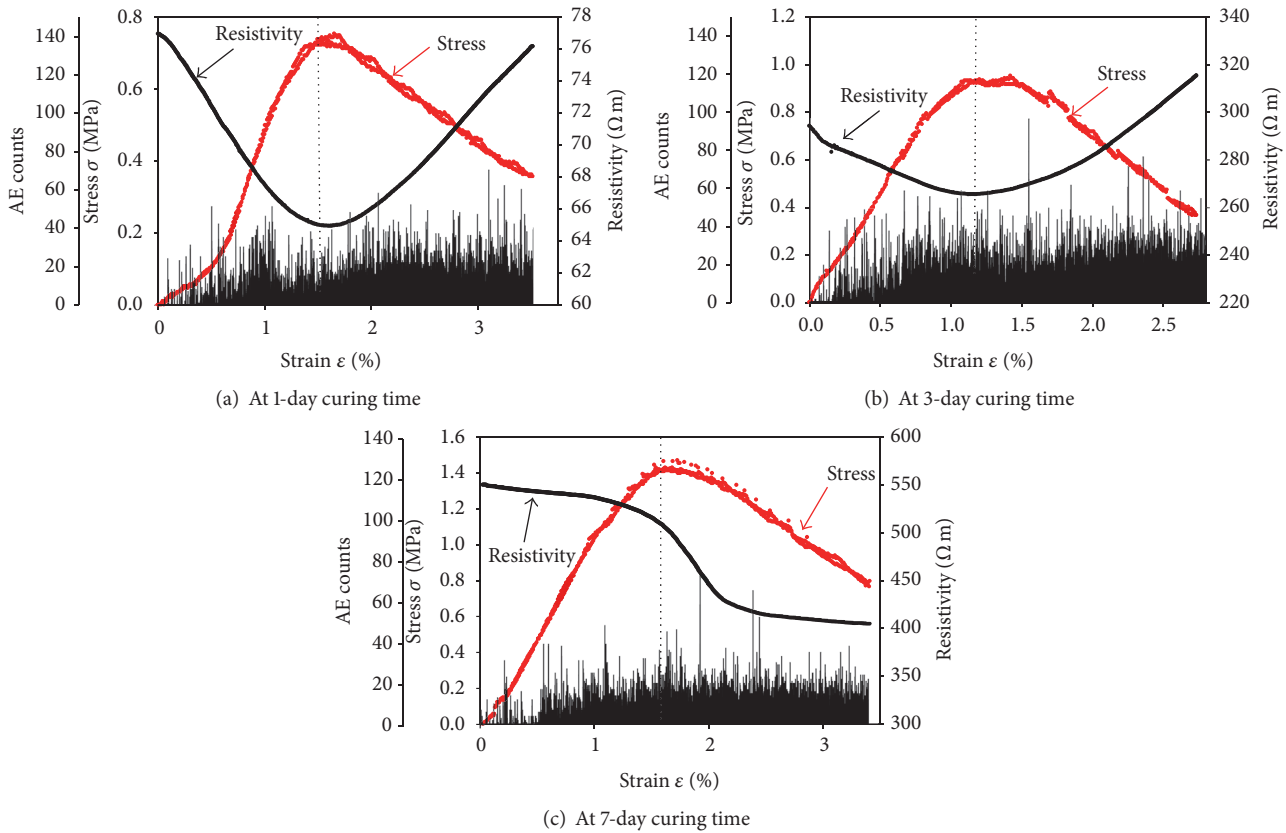 AE counts
140
120
100
80
60
40
20
0
Stress σ (MPa)
0.8
0.6
0.4
0.2
0.0
Resistivity
Stress
78
76
74
72
70
68
66
64
62
60
Resistivity (Ω m)
0 1 2 3
Strain ε (%)
(a) At 1-day curing time
AE counts
140
120
100
80
60
40
20
0
Stress σ (MPa)
1.2
1.0
0.8
0.6
0.4
0.2
0.0
Resistivity
Stress
340
320
300
280
260
240
220
Resistivity (Ω m)
0.0 0.5 1.0 1.5 2.0 2.5
Strain ε (%)
(b) At 3-day curing time
AE counts
140
120
100
80
60
40
20
0
Stress σ (MPa)
1.6
1.4
1.2
1.0
0.8
0.6
0.4
0.2
0.0
Resistivity
Stress
600
550
500
450
400
350
300
Resistivity (Ω m)
0 1 2 3
Strain ε (%)
(c) At 7-day curing time